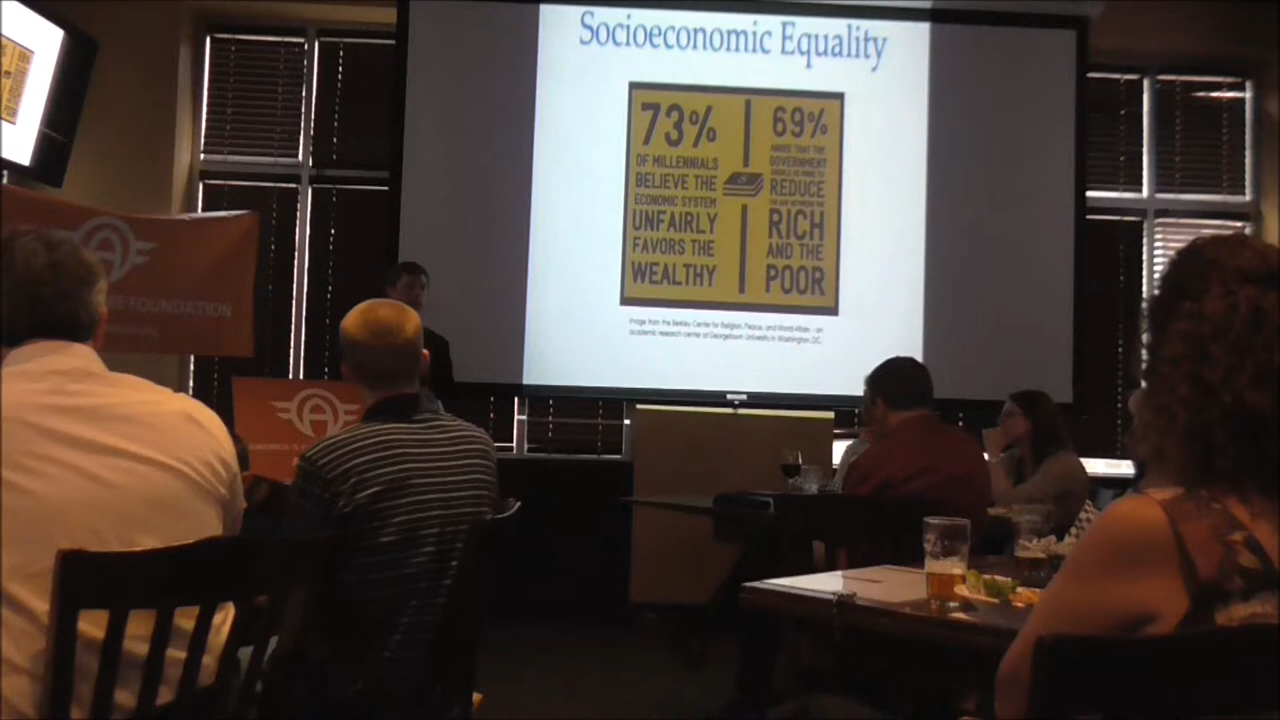 Socioeconomic Equality
73%
OF MILLENNIALS
BELIEVE THE
ECONOMIC SYSTEM
UNFAIRLY
FAVORS THE
WEALTHY
69%
AGREE THAT THE
GOVERNMENT
SHOULD DO MORE TO
REDUCE
THE GAP BETWEEN THE
RICH
AND THE
POOR
Image from the Berkley Center for Religion, Peace, and World Affairs - an
academic research center at Georgetown University in Washington, DC.
FOUNDATION
AMERICA'S